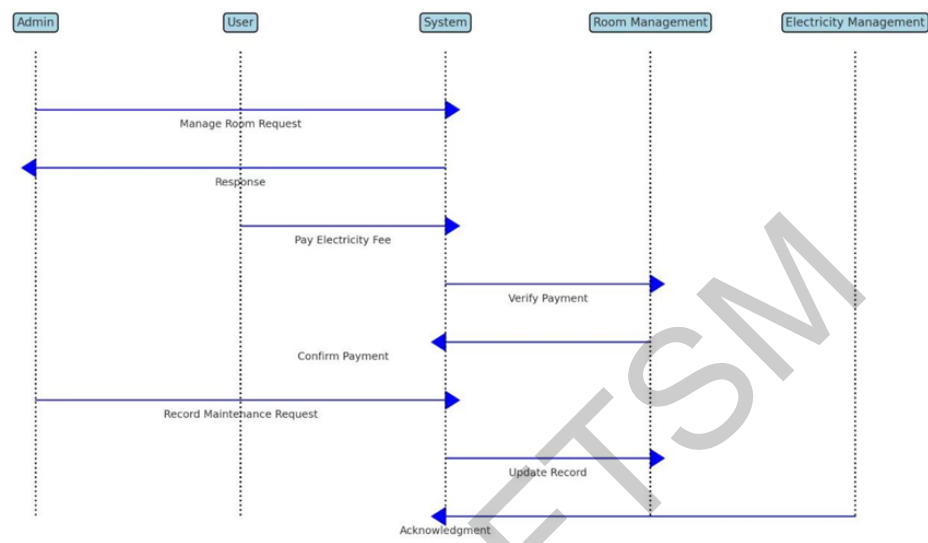 Admin
User
System
Room Management
Electricity Management
Manage Room Request
Response
Pay Electricity Fee
Verify Payment
Confirm Payment
Record Maintenance Request
Update Record
Acknowledgment
ETSM